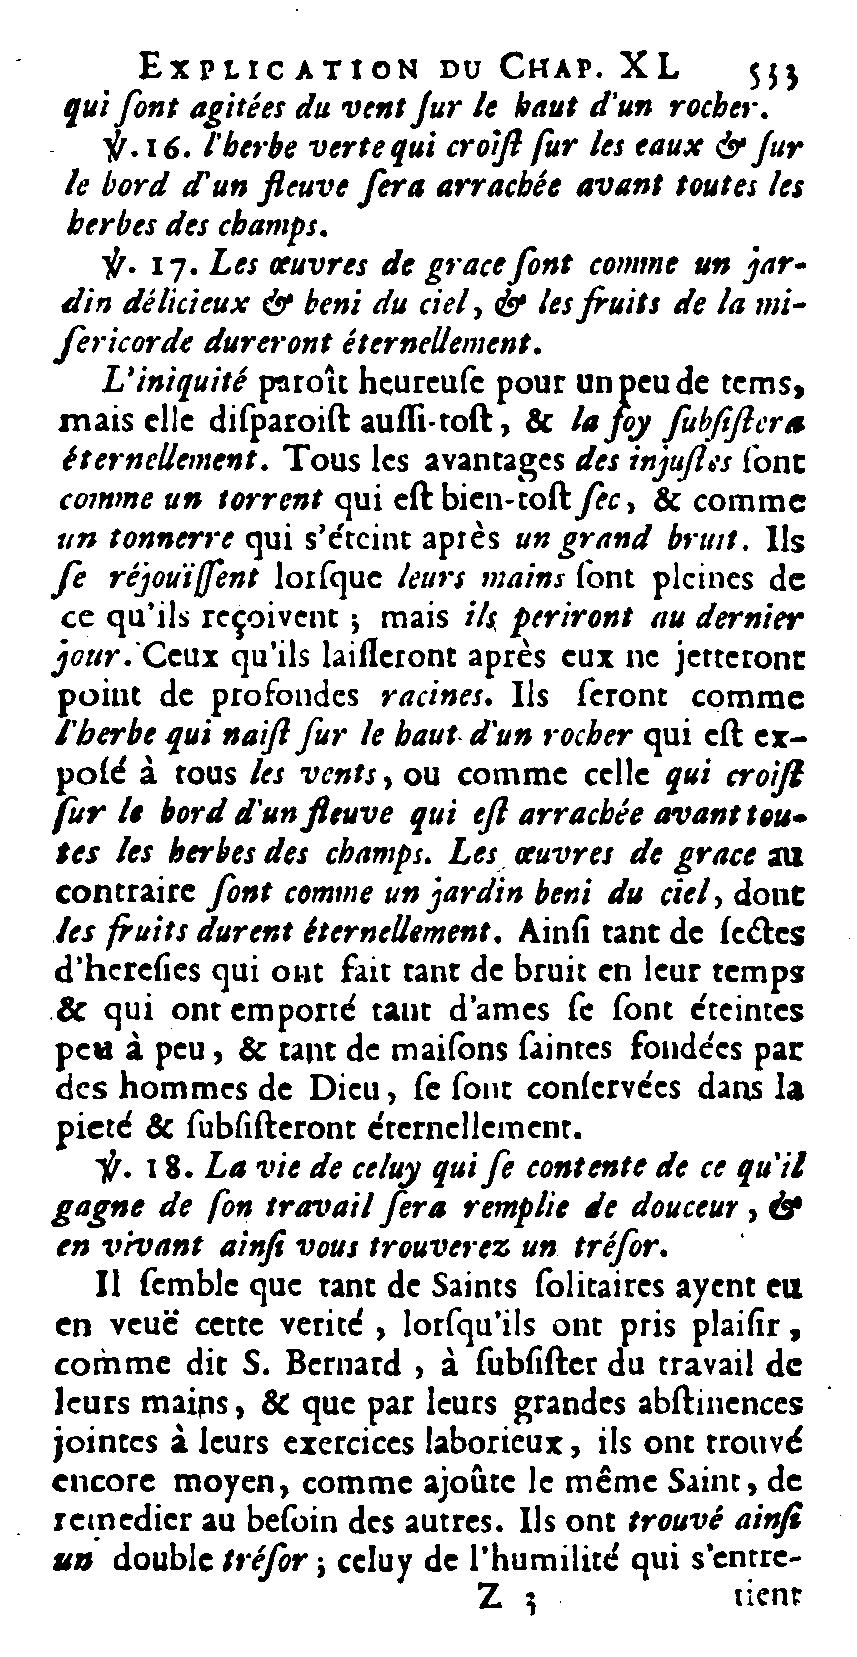 EXPLICATION DU CHAP. XL 533
qui ſont agitées du vent ſur le haut d'un rocher.
℣. 16. l'herbe verte qui croîſt ſur les eaux & ſur
le bord d'un fleuve ſera arrachée avant toutes les
herbes des champs.
℣. 17. Les œuvres de grace ſont comme un jar-
din délicieux & beni du ciel, & les fruits de la mi-
ſericorde dureront éternellement.
L'iniquité paroît heureuſe pour un peu de tems,
mais elle diſparoiſt auſſi-toſt, & la foy ſubſiſtera
éternellement. Tous les avantages des injuſtes ſont
comme un torrent qui eſt bien-toſt ſec, & comme
un tonnerre qui s'éteint après un grand bruit. Ils
ſe réjouïſſent lorſque leurs mains ſont pleines de
ce qu'ils reçoivent ; mais ils periront au dernier
jour. Ceux qu'ils laiſſeront après eux ne jetteront
point de profondes racines. Ils ſeront comme
l'herbe qui naiſt ſur le haut d'un rocher qui eſt ex-
poſé à tous les vents, ou comme celle qui croiſt
ſur le bord d'un fleuve qui eſt arrachée avant tou-
tes les herbes des champs. Les œuvres de grace au
contraire ſont comme un jardin beni du ciel, dont
les fruits durent éternellement. Ainſi tant de ſectes
d'hereſies qui ont fait tant de bruit en leur temps
& qui ont emporté tant d'ames ſe ſont éteintes
peu à peu, & tant de maiſons ſaintes fondées par
des hommes de Dieu, ſe ſont conſervées dans la
pieté & ſubſiſteront éternellement.
℣. 18. La vie de celuy qui ſe contente de ce qu'il
gagne de ſon travail ſera remplie de douceur, &
en vivant ainſi vous trouverez un tréſor.
Il ſemble que tant de Saints ſolitaires ayent eu
en veuë cette verité, lorſqu'ils ont pris plaiſir,
comme dit S. Bernard, à ſubſiſter du travail de
leurs mains, & que par leurs grandes abſtinences
jointes à leurs exercices laborieux, ils ont trouvé
encore moyen, comme ajoûte le même Saint, de
remedier au beſoin des autres. Ils ont trouvé ainſi
un double tréſor ; celuy de l'humilité qui s'entre-
Z 3 tient